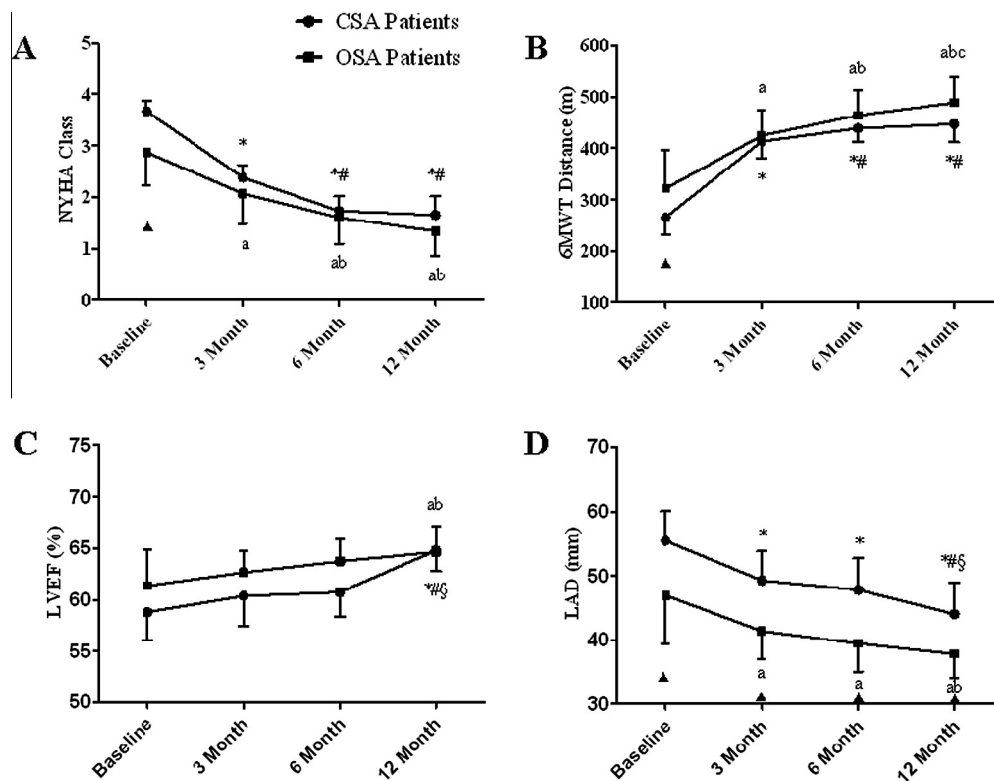 A
CSA Patients
OSA Patients
5
4
3
2
1
0
NYHA Class
*
*#
*#
a
ab
ab
▲
Baseline
3 Month
6 Month
12 Month
B
600
500
400
300
200
100
6MWT Distance (m)
a
ab
abc
*
*#
*#
▲
Baseline
3 Month
6 Month
12 Month
C
75
70
65
60
55
50
LVEF (%)
ab
*#§
Baseline
3 Month
6 Month
12 Month
D
70
60
50
40
30
LAD (mm)
*
*
*#§
a
a
ab
▲
▲
▲
▲
Baseline
3 Month
6 Month
12 Month